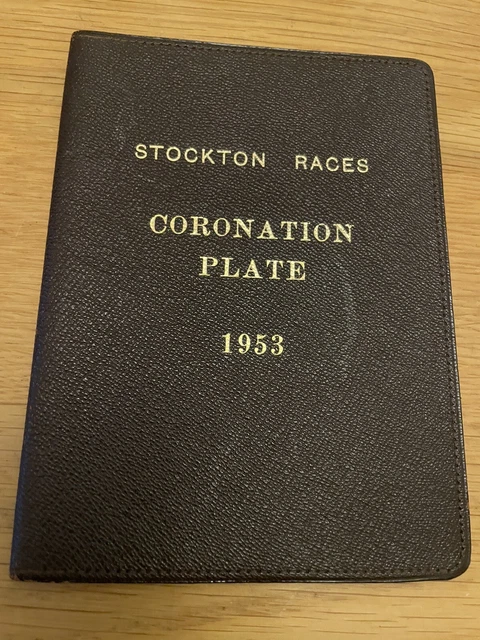 STOCKTON RACES
CORONATION
PLATE
1953